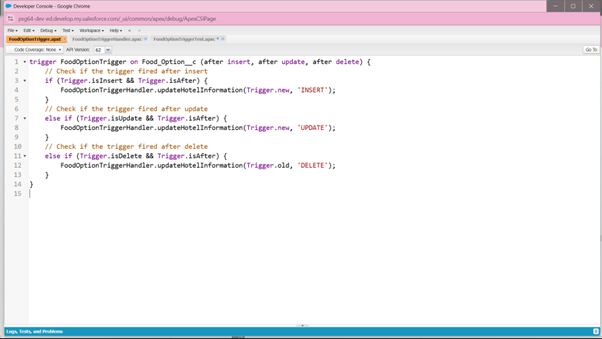 Developer Console - Google Chrome
psg64-dev-ed.develop.my.salesforce.com/_ui/common/apex/debug/ApexCSIPage
File Edit Debug Test Workspace Help < >
FoodOptionTrigger.apxt FoodOptionTriggerHandler.apxc FoodOptionTriggerTest.apxc
Code Coverage: None API Version: 62 Go To
1 trigger FoodOptionTrigger on Food_Option__c (after insert, after update, after delete) {
2 // Check if the trigger fired after insert
3 if (Trigger.isInsert && Trigger.isAfter) {
4 FoodOptionTriggerHandler.updateHotelInformation(Trigger.new, 'INSERT');
5 }
6 // Check if the trigger fired after update
7 else if (Trigger.isUpdate && Trigger.isAfter) {
8 FoodOptionTriggerHandler.updateHotelInformation(Trigger.new, 'UPDATE');
9 }
10 // Check if the trigger fired after delete
11 else if (Trigger.isDelete && Trigger.isAfter) {
12 FoodOptionTriggerHandler.updateHotelInformation(Trigger.old, 'DELETE');
13 }
14 }
15
Logs, Tests, and Problems